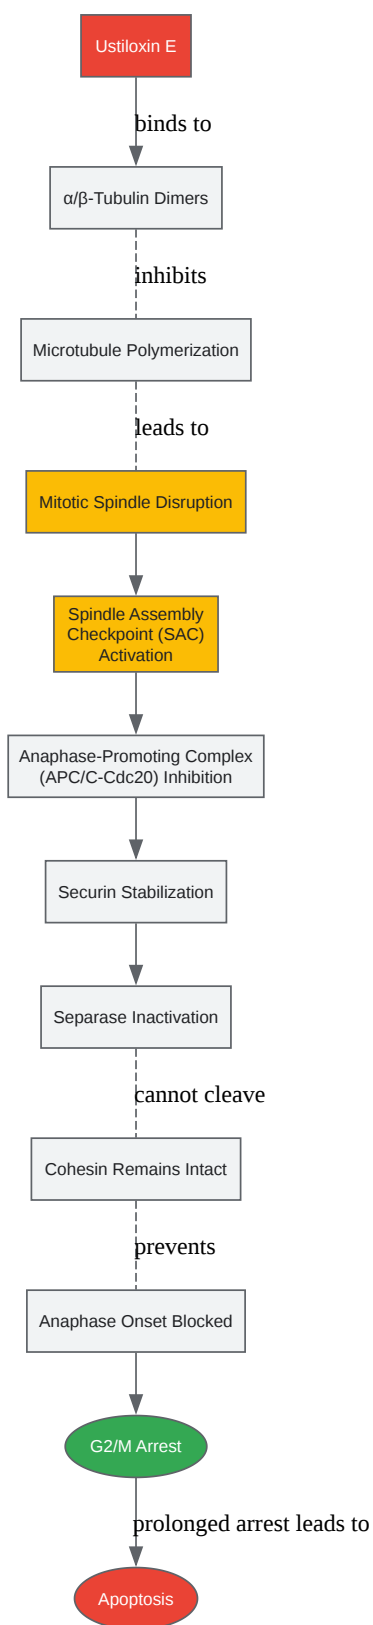 Ustiloxin E
binds to
α/β-Tubulin Dimers
inhibits
Microtubule Polymerization
leads to
Mitotic Spindle Disruption
Spindle Assembly
Checkpoint (SAC)
Activation
Anaphase-Promoting Complex
(APC/C-Cdc20) Inhibition
Securin Stabilization
Separase Inactivation
cannot cleave
Cohesin Remains Intact
prevents
Anaphase Onset Blocked
G2/M Arrest
prolonged arrest leads to
Apoptosis